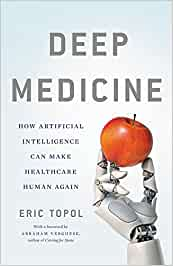 DEEP
MEDICINE
HOW ARTIFICIAL
INTELLIGENCE
CAN MAKE
HEALTHCARE
HUMAN AGAIN
ERIC TOPOL
With a foreword by
ABRAHAM VERGHESE,
author of Cutting for Stone